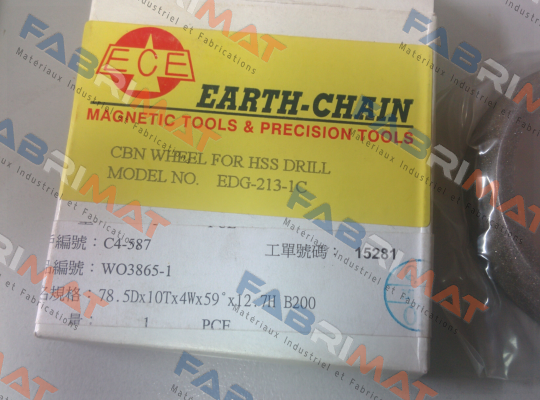 ECE
EARTH-CHAIN
MAGNETIC TOOLS & PRECISION TOOLS
CBN WHEEL FOR HSS DRILL
MODEL NO. EDG-213-1C
編號：C4-587 工單號碼：15281
編號：WO3865-1
規格：78.5Dx10Tx4Wx59°x12.7H B200
號： 1 PCE
FABRIMAT
Matériaux Industriel et Fabrications